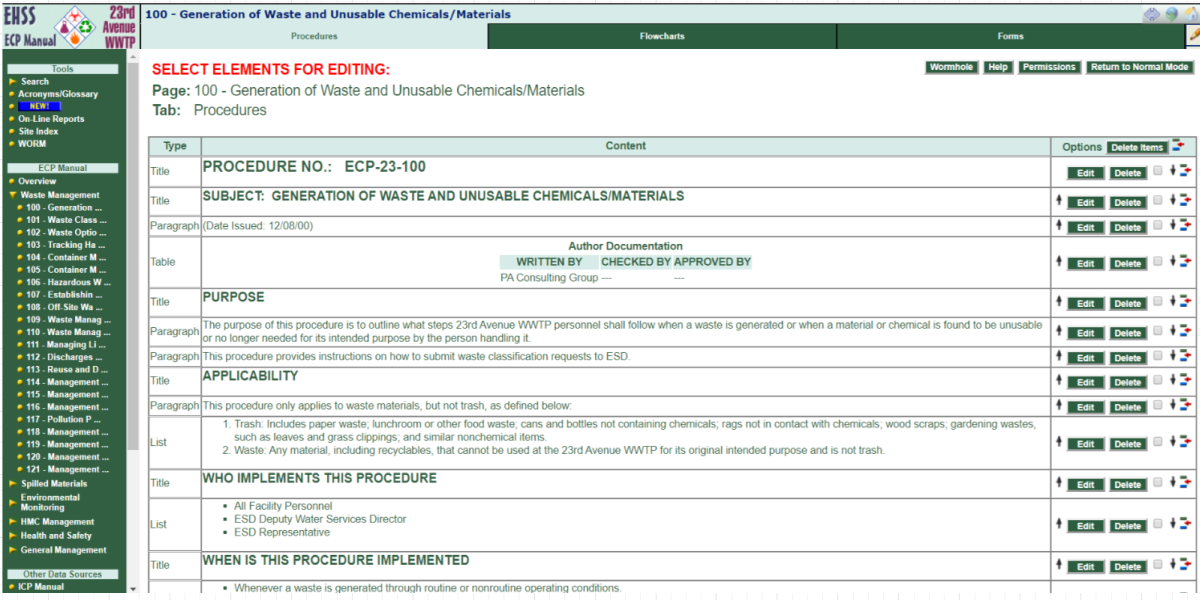 EHSS
ECP Manual
23rd
Avenue
WWTP
100 - Generation of Waste and Unusable Chemicals/Materials
Procedures
Flowcharts
Forms
Tools
Search
Acronyms/Glossary
NEW!
On-Line Reports
Site Index
WORM
ECP Manual
Overview
Waste Management
100 - Generation ...
101 - Waste Class ...
102 - Waste Optio ...
103 - Tracking Ha ...
104 - Container M ...
105 - Container M ...
106 - Hazardous W ...
107 - Establishin ...
108 - Off-Site Wa ...
109 - Waste Manag ...
110 - Waste Manag ...
111 - Managing Li ...
112 - Discharges ...
113 - Reuse and D ...
114 - Management ...
115 - Management ...
116 - Management ...
117 - Pollution P ...
118 - Management ...
119 - Management ...
120 - Management ...
121 - Management ...
Spilled Materials
Environmental
Monitoring
HMC Management
Health and Safety
General Management
Other Data Sources
ICP Manual
SELECT ELEMENTS FOR EDITING:
Wormhole Help Permissions Return to Normal Mode
Page: 100 - Generation of Waste and Unusable Chemicals/Materials
Tab: Procedures
Type Content Options Delete Items
Title PROCEDURE NO.: ECP-23-100 Edit Delete
Title SUBJECT: GENERATION OF WASTE AND UNUSABLE CHEMICALS/MATERIALS Edit Delete
Paragraph (Date Issued: 12/08/00) Edit Delete
Author Documentation
WRITTEN BY CHECKED BY APPROVED BY
Table Edit Delete
PA Consulting Group --- ---
Title PURPOSE Edit Delete
Paragraph The purpose of this procedure is to outline what steps 23rd Avenue WWTP personnel shall follow when a waste is generated or when a material or chemical is found to be unusable Edit Delete
or no longer needed for its intended purpose by the person handling it.
Paragraph This procedure provides instructions on how to submit waste classification requests to ESD. Edit Delete
Title APPLICABILITY Edit Delete
Paragraph This procedure only applies to waste materials, but not trash, as defined below: Edit Delete
1. Trash: Includes paper waste; lunchroom or other food waste; cans and bottles not containing chemicals; rags not in contact with chemicals; wood scraps; gardening wastes,
List such as leaves and grass clippings; and similar nonchemical items. Edit Delete
2. Waste: Any material, including recyclables, that cannot be used at the 23rd Avenue WWTP for its original intended purpose and is not trash.
Title WHO IMPLEMENTS THIS PROCEDURE Edit Delete
All Facility Personnel
List ESD Deputy Water Services Director Edit Delete
ESD Representative
Title WHEN IS THIS PROCEDURE IMPLEMENTED Edit Delete
Whenever a waste is generated through routine or nonroutine operating conditions.